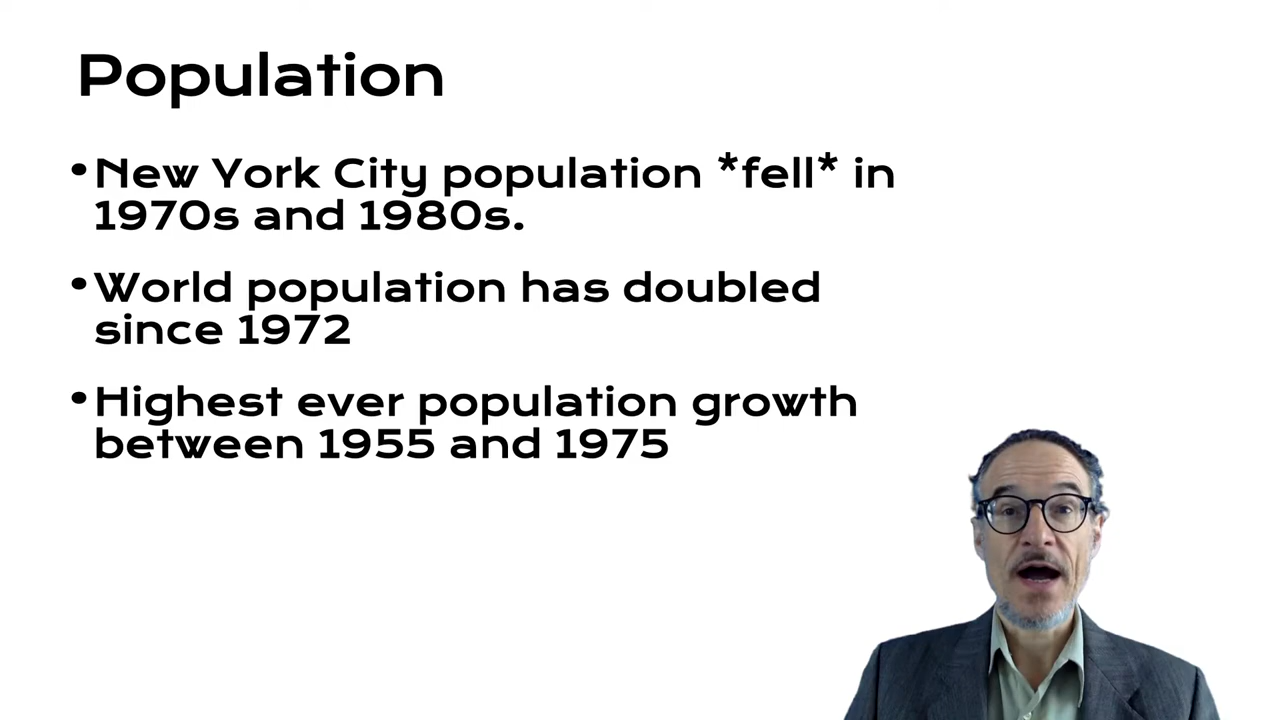 Population
•New York City population *fell* in
1970s and 1980s.
•World population has doubled
since 1972
•Highest ever population growth
between 1955 and 1975